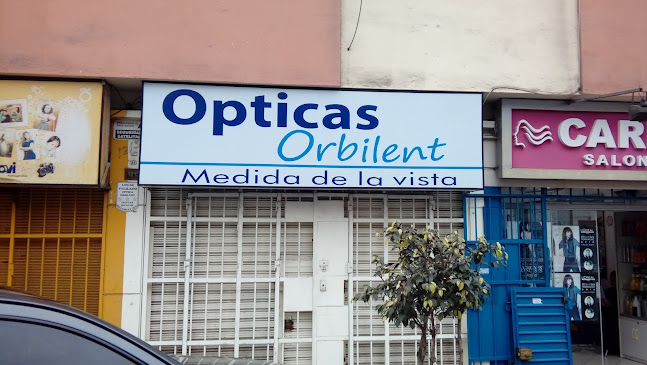 Opticas
Orbilent
Medida de la vista
CAR
SALON